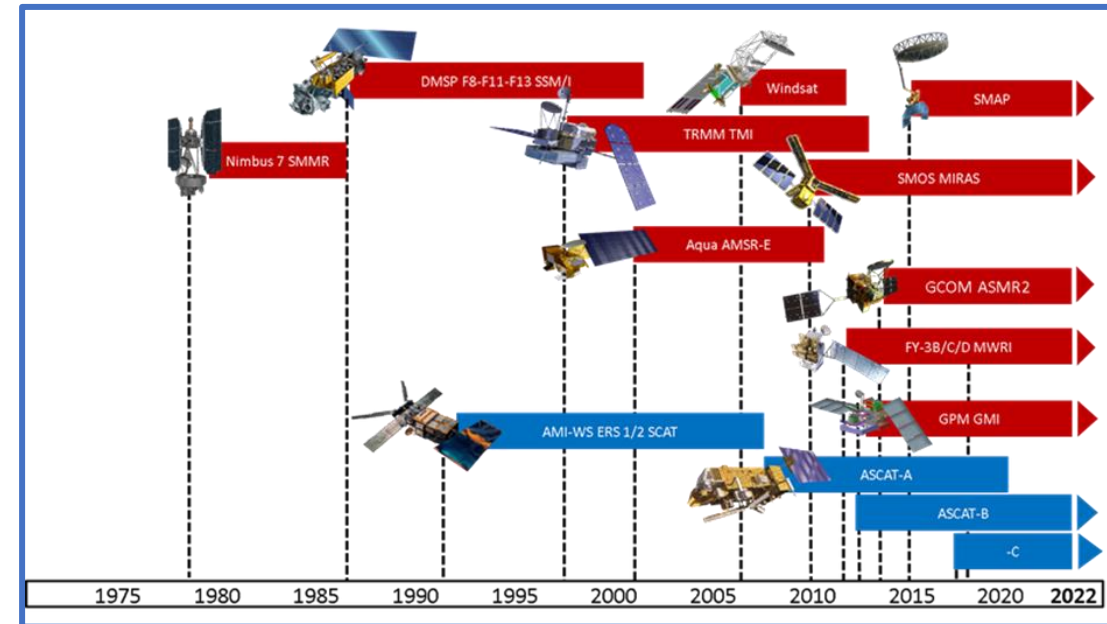 DMSP F8-F11-F13 SSM/I
Windsat
SMAP
TRMM TMI
Nimbus 7 SMMR
SMOS MIRAS
Aqua AMSR-E
GCOM ASMR2
FY-3B/C/D MWRI
GPM GMI
AMI-WS ERS 1/2 SCAT
ASCAT-A
ASCAT-B
-C
1975 1980 1985 1990 1995 2000 2005 2010 2015 2020 2022